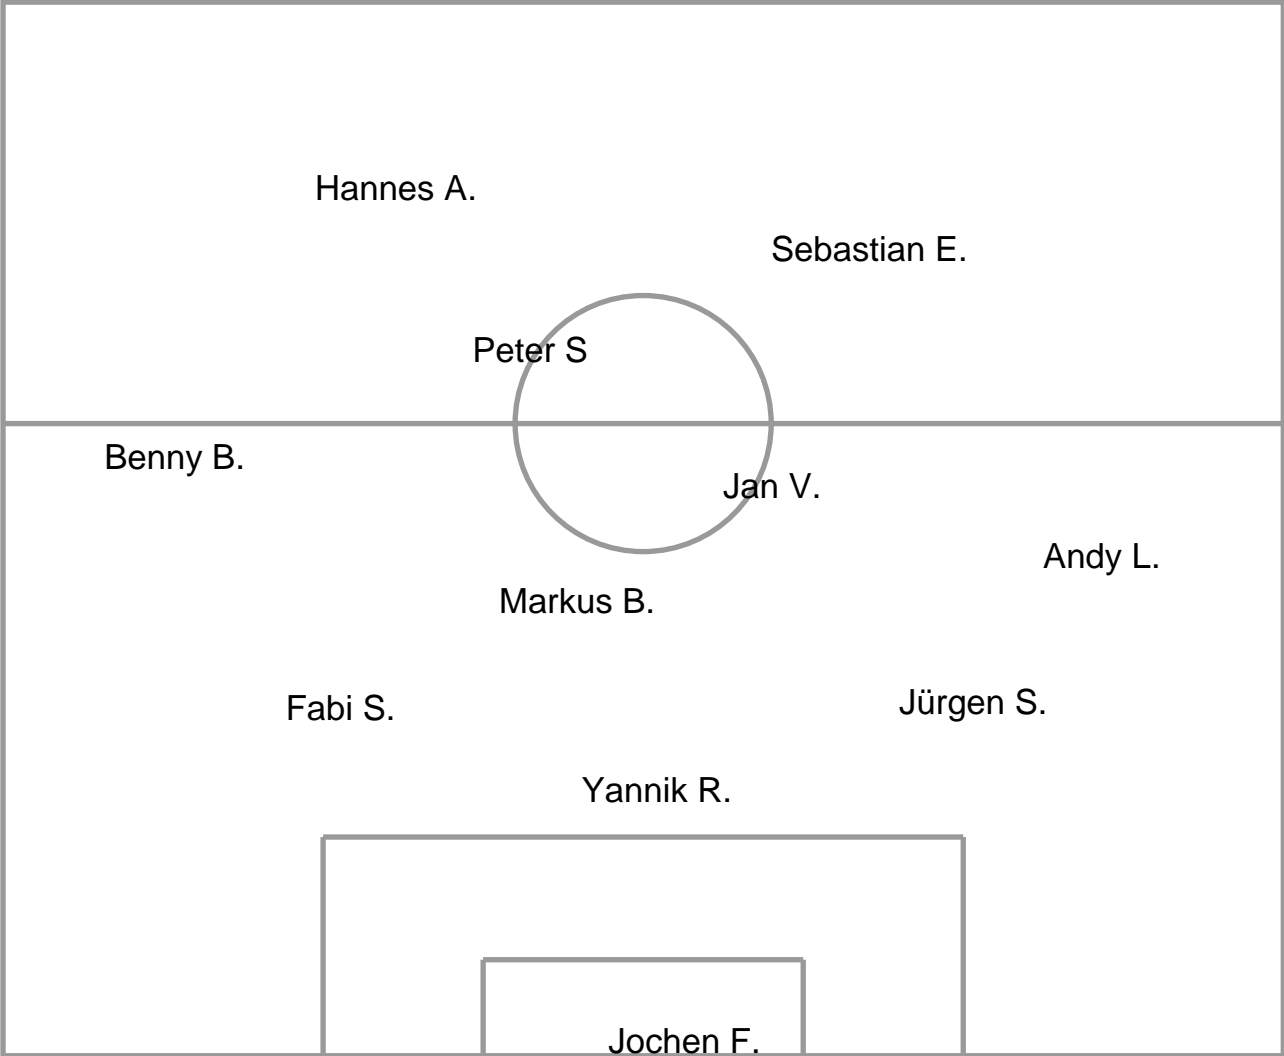 Hannes A.
Sebastian E.
Peter S
Benny B.
Jan V.
Andy L.
Markus B.
Fabi S.
Jürgen S.
Yannik R.
Jochen F.